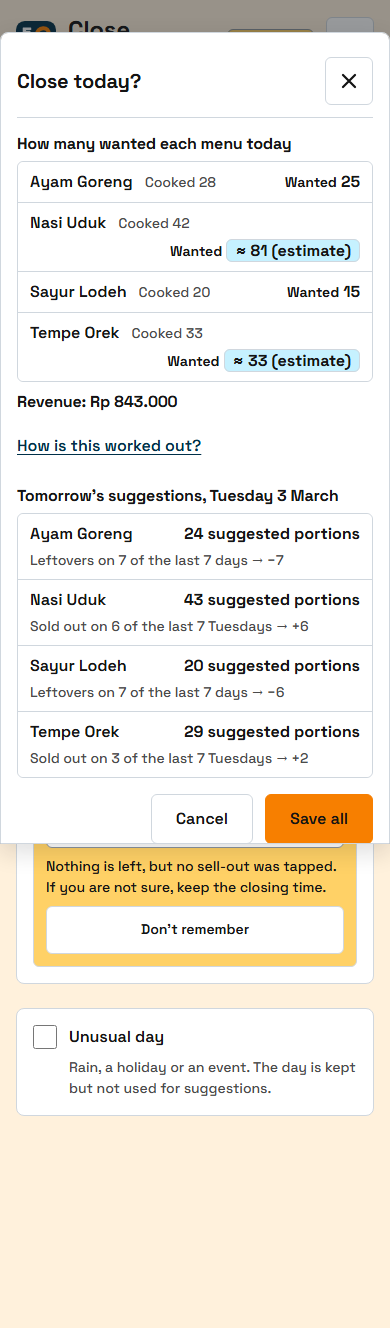 Close
Close today?
How many wanted each menu today
Ayam Goreng Cooked 28 Wanted 25
Nasi Uduk Cooked 42
Wanted ≈ 81 (estimate)
Sayur Lodeh Cooked 20 Wanted 15
Tempe Orek Cooked 33
Wanted ≈ 33 (estimate)
Revenue: Rp 843.000
How is this worked out?
Tomorrow's suggestions, Tuesday 3 March
Ayam Goreng 24 suggested portions
Leftovers on 7 of the last 7 days → −7
Nasi Uduk 43 suggested portions
Sold out on 6 of the last 7 Tuesdays → +6
Sayur Lodeh 20 suggested portions
Leftovers on 7 of the last 7 days → −6
Tempe Orek 29 suggested portions
Sold out on 3 of the last 7 Tuesdays → +2
Cancel Save all
Nothing is left, but no sell-out was tapped.
If you are not sure, keep the closing time.
Don't remember
Unusual day
Rain, a holiday or an event. The day is kept
but not used for suggestions.